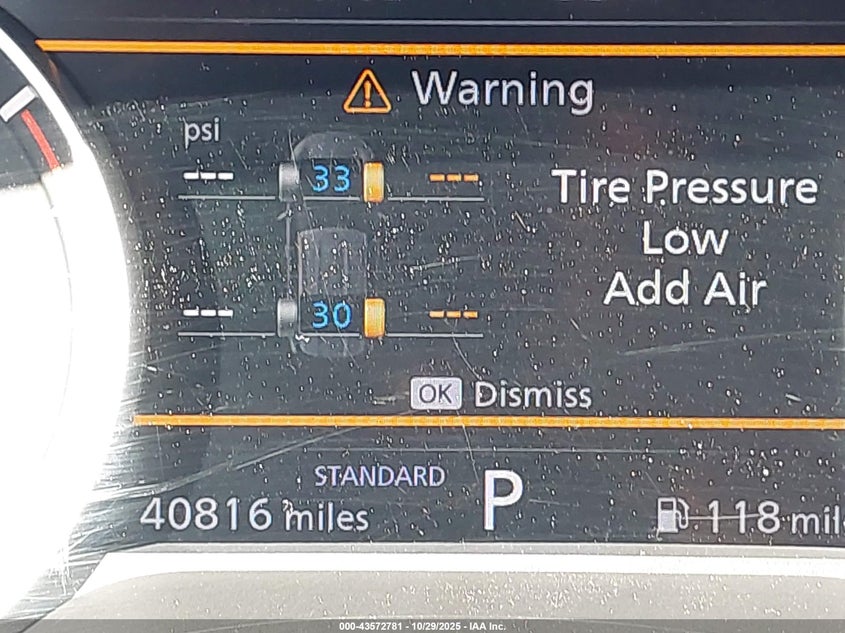 Warning
psi
--- 33 ---
Tire Pressure
Low
Add Air
--- 30 ---
OK Dismiss
STANDARD
P
40816 miles
118 mil
000-43572781 - 10/29/2025 - IAA Inc.